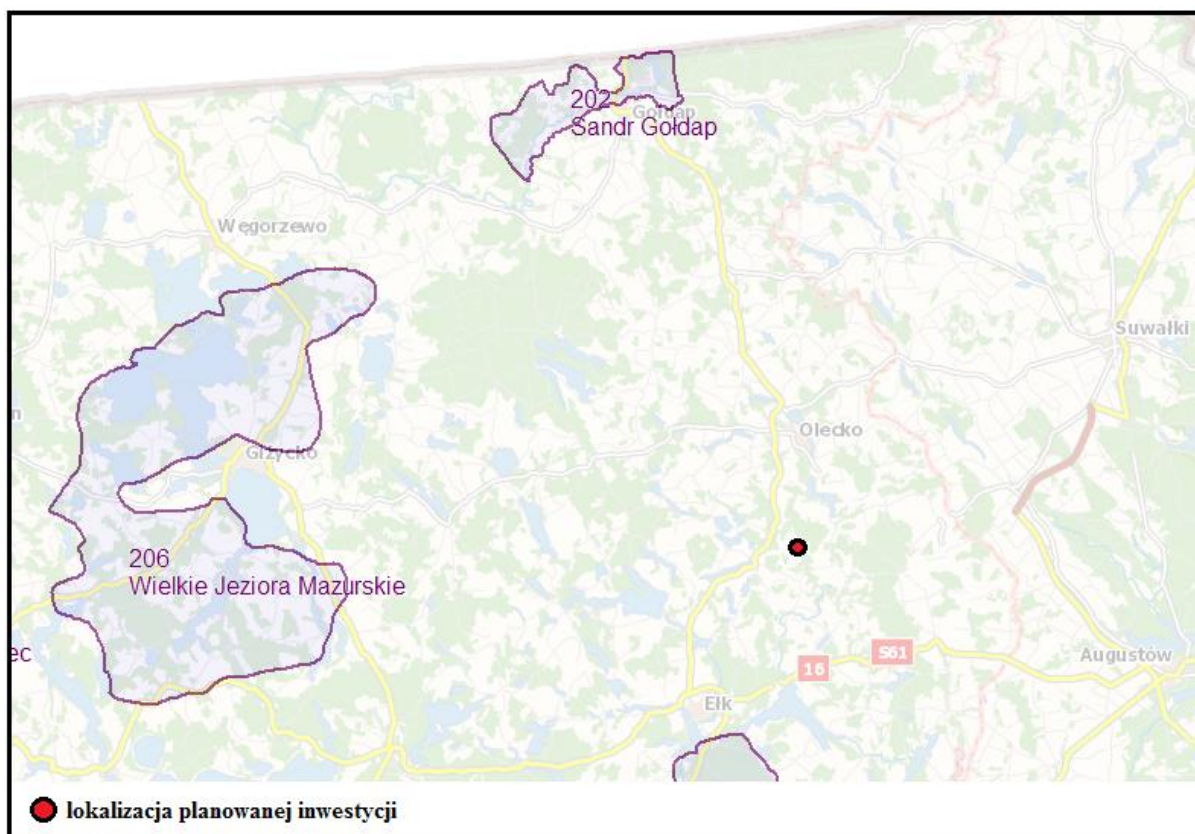 202
Gołdap
Sandr Gołdap
Węgorzewo
Suwałki
Olecko
Giżycko
206
Wielkie Jeziora Mazurskie
ec
S61
16
Augustów
Ełk
lokalizacja planowanej inwestycji